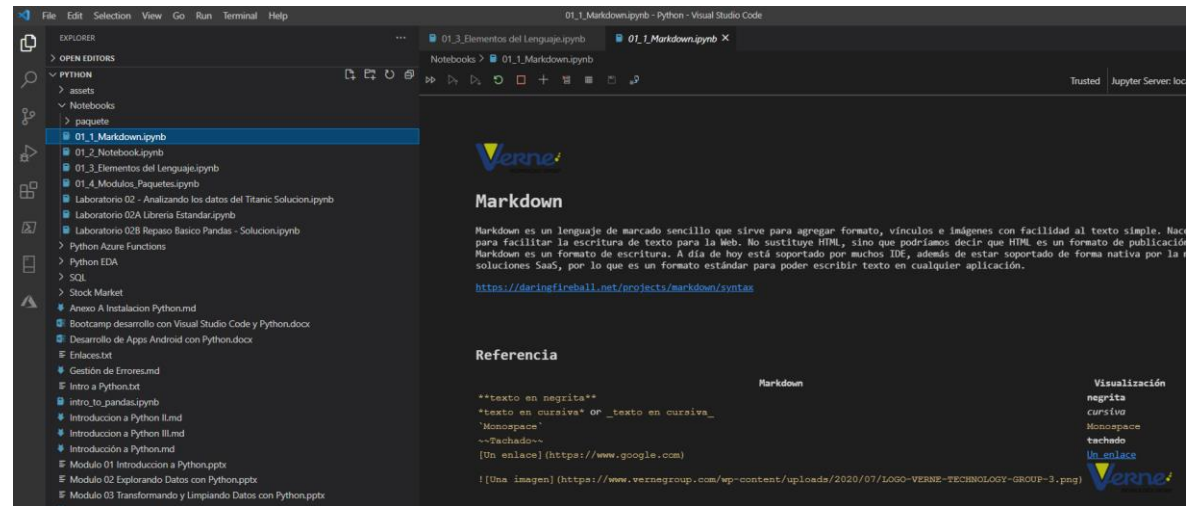 File Edit Selection View Go Run Terminal Help
01_1_Markdown.ipynb - Python - Visual Studio Code
EXPLORER ...
> OPEN EDITORS
PYTHON
> assets
Notebooks
> paquete
01_1_Markdown.ipynb
01_2_Notebook.ipynb
01_3_Elementos del Lenguaje.ipynb
01_4_Modulos_Paquetes.ipynb
Laboratorio 02 - Analizando los datos del Titanic Solucion.ipynb
Laboratorio 02A Libreria Estandar.ipynb
Laboratorio 02B Repaso Basico Pandas - Solucion.ipynb
> Python Azure Functions
> Python EDA
> SQL
> Stock Market
Anexo A Instalacion Python.md
Bootcamp desarrollo con Visual Studio Code y Python.docx
Desarrollo de Apps Android con Python.docx
Enlaces.txt
Gestión de Errores.md
Intro a Python.txt
intro_to_pandas.ipynb
Introduccion a Python II.md
Introduccion a Python III.md
Introducción a Python.md
Modulo 01 Introduccion a Python.pptx
Modulo 02 Explorando Datos con Python.pptx
Modulo 03 Transformando y Limpiando Datos con Python.pptx
01_3_Elementos del Lenguaje.ipynb 01_1_Markdown.ipynb ×
Notebooks > 01_1_Markdown.ipynb
Trusted Jupyter Server: loc
Verne
Markdown
Markdown es un lenguaje de marcado sencillo que sirve para agregar formato, vínculos e imágenes con facilidad al texto simple. Nace
para facilitar la escritura de texto para la Web. No sustituye HTML, sino que podríamos decir que HTML es un formato de publicación
Markdown es un formato de escritura. A día de hoy está soportado por muchos IDE, además de estar soportado de forma nativa por la
soluciones SaaS, por lo que es un formato estándar para poder escribir texto en cualquier aplicación.
https://daringfireball.net/projects/markdown/syntax
Referencia
Markdown Visualización
**texto en negrita** negrita
*texto en cursiva* or _texto en cursiva_ cursiva
`Monospace` Monospace
~~Tachado~~ tachado
[Un enlace](https://www.google.com) Un enlace
![Una imagen](https://www.vernegroup.com/wp-content/uploads/2020/07/LOGO-VERNE-TECHNOLOGY-GROUP-3.png) Verne